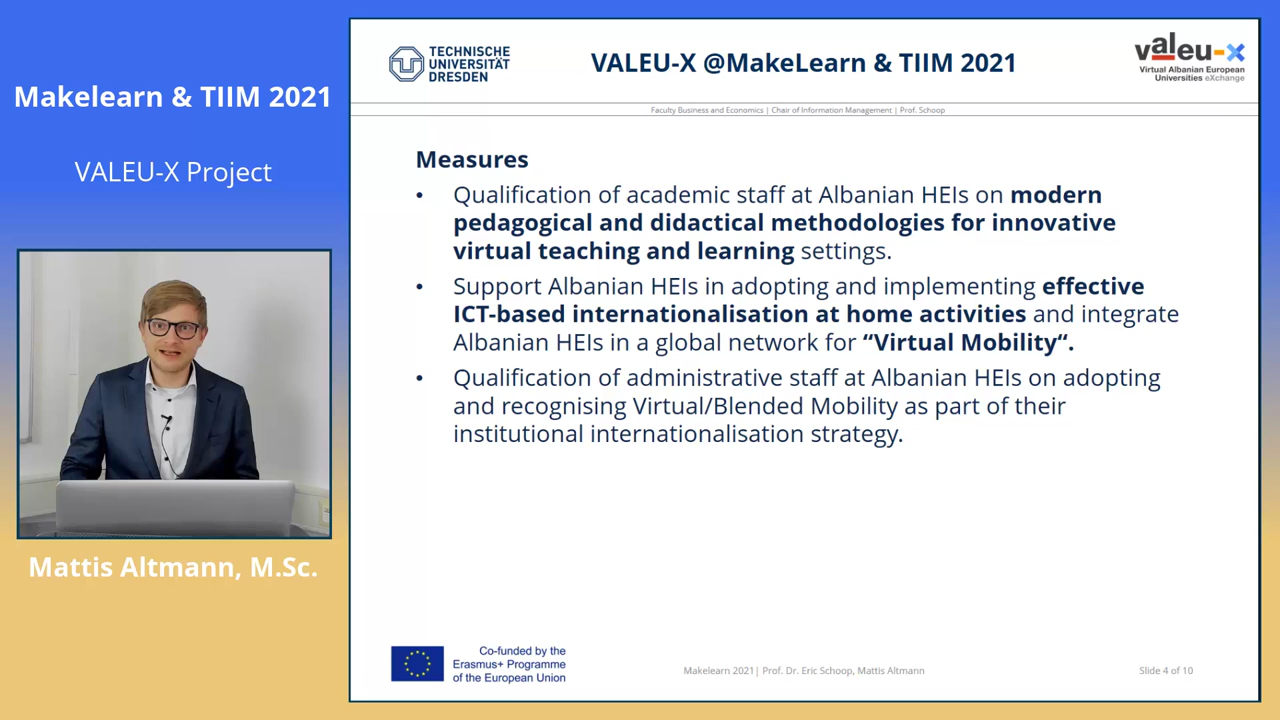 Makelearn & TIIM 2021
VALEU-X Project
Mattis Altmann, M.Sc.
TECHNISCHE
UNIVERSITÄT
DRESDEN
VALEU-X @MakeLearn & TIIM 2021
valeu-x
Virtual Albanian European
Universities eXchange
Faculty Business and Economics | Chair of Information Management | Prof. Schoop
Measures
• Qualification of academic staff at Albanian HEIs on modern
pedagogical and didactical methodologies for innovative
virtual teaching and learning settings.
• Support Albanian HEIs in adopting and implementing effective
ICT-based internationalisation at home activities and integrate
Albanian HEIs in a global network for “Virtual Mobility“.
• Qualification of administrative staff at Albanian HEIs on adopting
and recognising Virtual/Blended Mobility as part of their
institutional internationalisation strategy.
Co-funded by the
Erasmus+ Programme
of the European Union
Makelearn 2021| Prof. Dr. Eric Schoop, Mattis Altmann
Slide 4 of 10